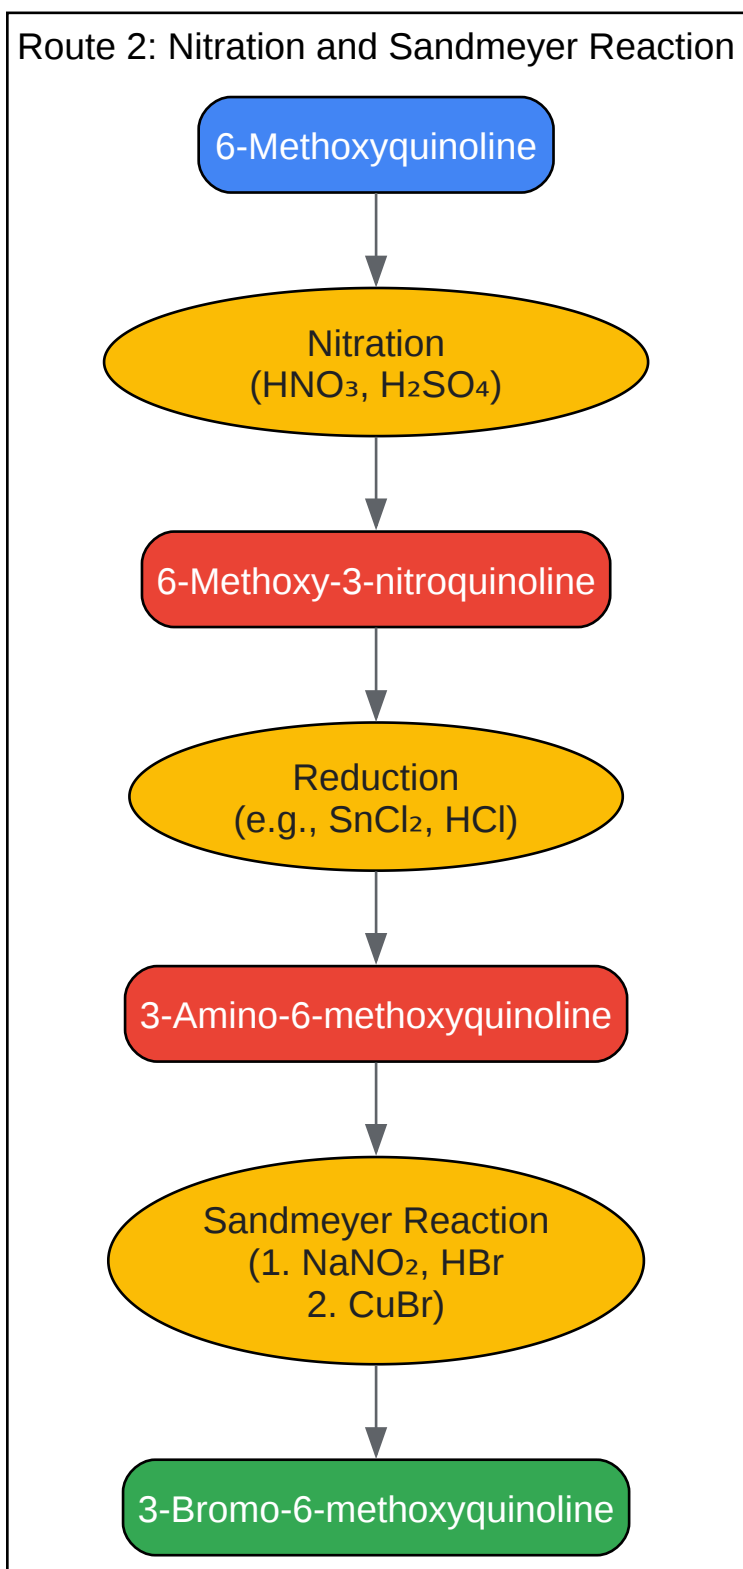 Route 2: Nitration and Sandmeyer Reaction
6-Methoxyquinoline
Nitration
(HNO₃, H₂SO₄)
6-Methoxy-3-nitroquinoline
Reduction
(e.g., SnCl₂, HCl)
3-Amino-6-methoxyquinoline
Sandmeyer Reaction
(1. NaNO₂, HBr
2. CuBr)
3-Bromo-6-methoxyquinoline